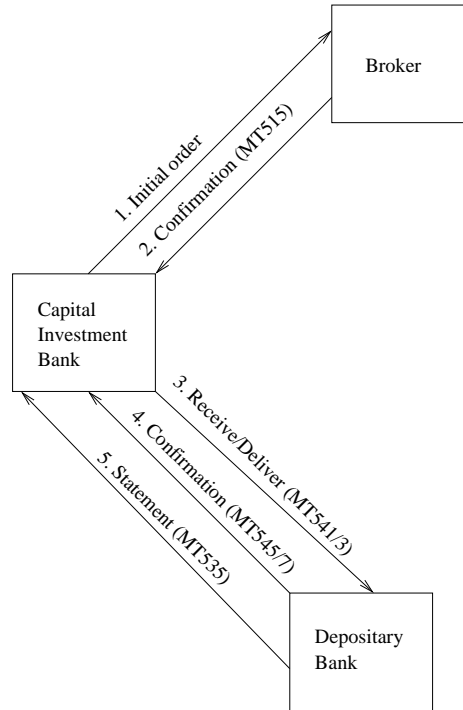 Broker
1. Initial order
2. Confirmation (MT515)
Capital
Investment
Bank
3. Receive/Deliver (MT541/3)
4. Confirmation (MT545/7)
5. Statement (MT535)
Depositary
Bank